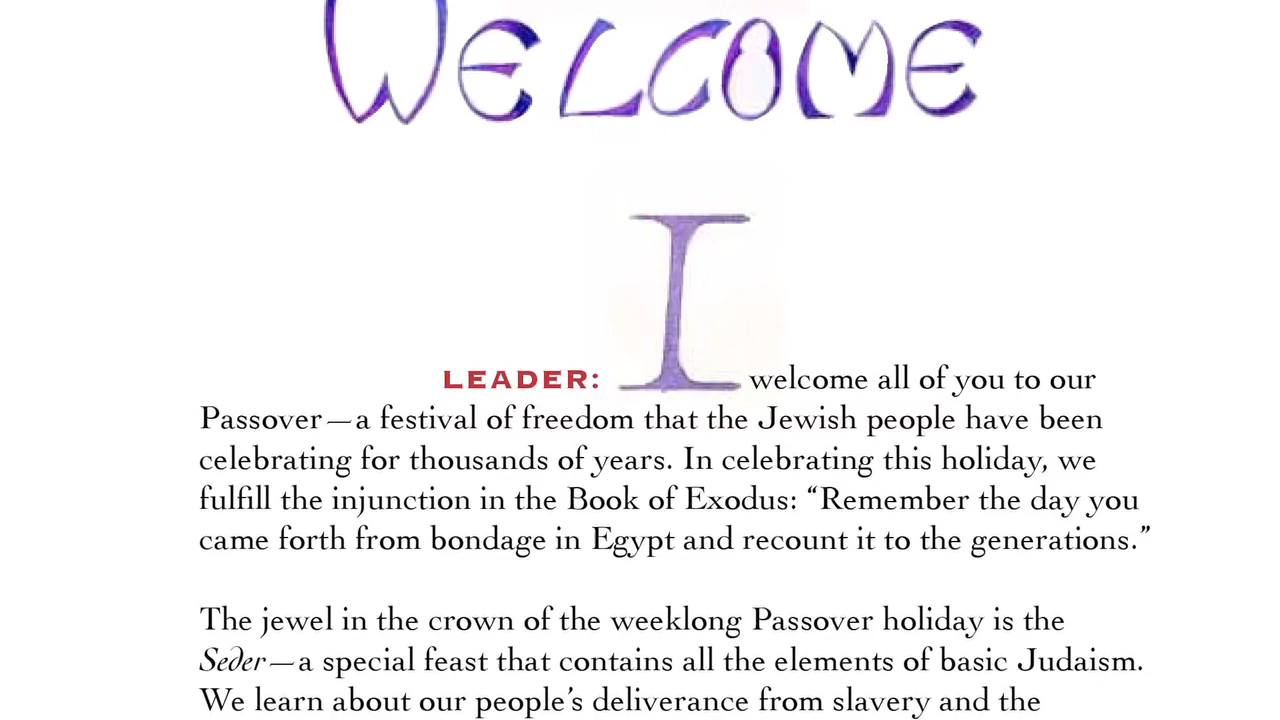 WELCOME
LEADER: I welcome all of you to our
Passover—a festival of freedom that the Jewish people have been
celebrating for thousands of years. In celebrating this holiday, we
fulfill the injunction in the Book of Exodus: “Remember the day you
came forth from bondage in Egypt and recount it to the generations.”
The jewel in the crown of the weeklong Passover holiday is the
Seder—a special feast that contains all the elements of basic Judaism.
We learn about our people’s deliverance from slavery and the